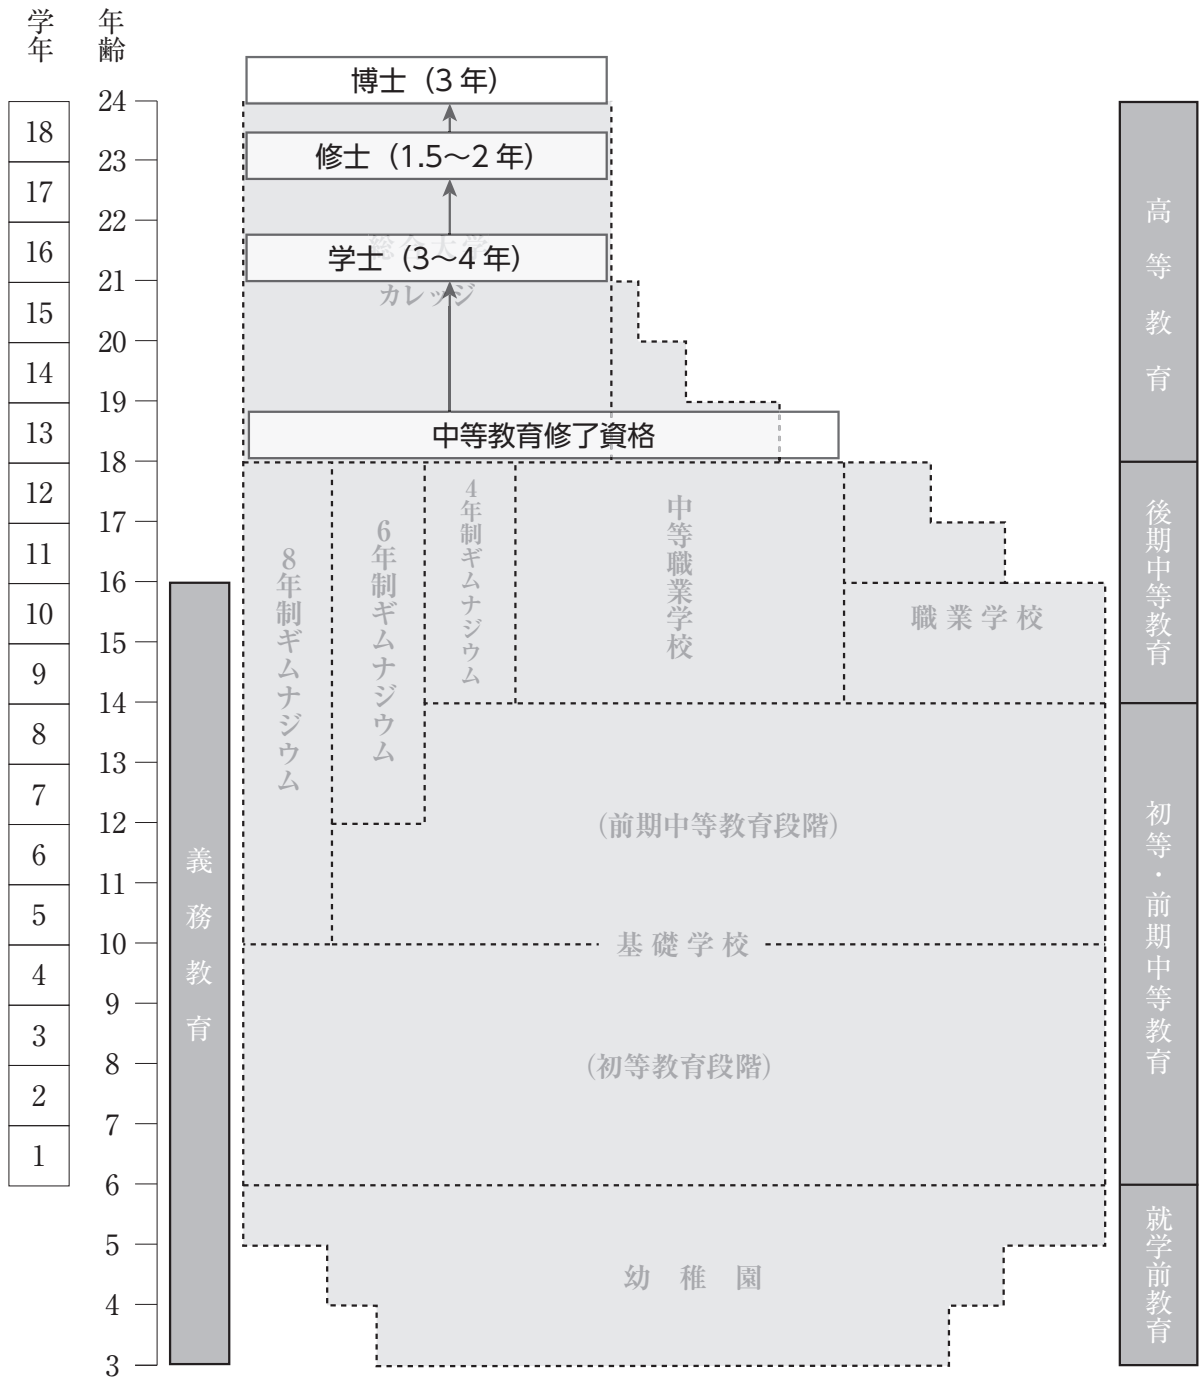 学年
年齢
18
17
16
15
14
13
12
11
10
9
8
7
6
5
4
3
2
1
24
23
22
21
20
19
18
17
16
15
14
13
12
11
10
9
8
7
6
5
4
3
義務教育
博士（3 年）
修士（1.5～2 年）
総合大学
学士（3～4 年）
カレッジ
中等教育修了資格
8年制ギムナジウム
6年制ギムナジウム
4年制ギムナジウム
中等職業学校
職業学校
(前期中等教育段階)
基礎学校
(初等教育段階)
幼稚園
高等教育
後期中等教育
初等・前期中等教育
就学前教育